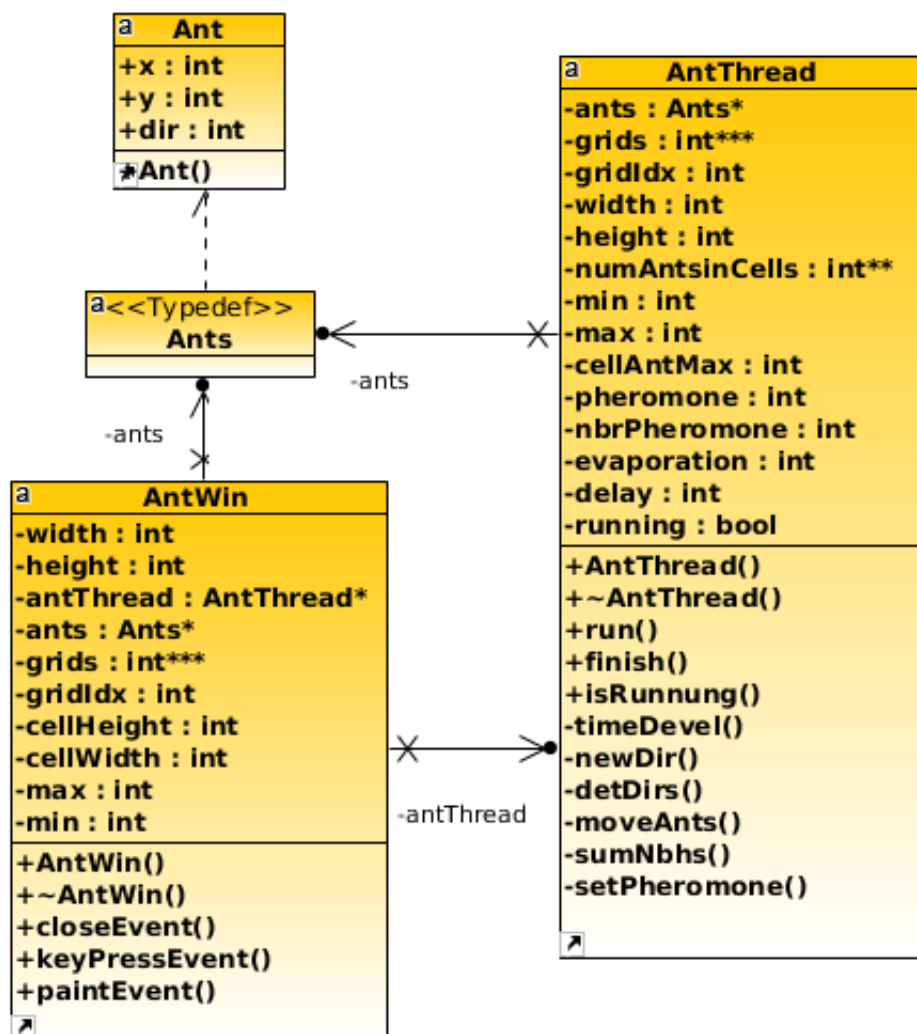 a
Ant
+x : int
+y : int
+dir : int
+Ant()
a
AntThread
-ants : Ants*
-grids : int***
-gridIdx : int
-width : int
-height : int
-numAntsinCells : int**
-min : int
-max : int
-cellAntMax : int
-pheromone : int
-nbrPheromone : int
-evaporation : int
-delay : int
-running : bool
+AntThread()
+~AntThread()
+run()
+finish()
+isRunnung()
-timeDevel()
-newDir()
-detDirs()
-moveAnts()
-sumNbhs()
-setPheromone()
a
<<Typedef>>
Ants
-ants
-ants
a
AntWin
-width : int
-height : int
-antThread : AntThread*
-ants : Ants*
-grids : int***
-gridIdx : int
-cellHeight : int
-cellWidth : int
-max : int
-min : int
+AntWin()
+~AntWin()
+closeEvent()
+keyPressEvent()
+paintEvent()
-antThread